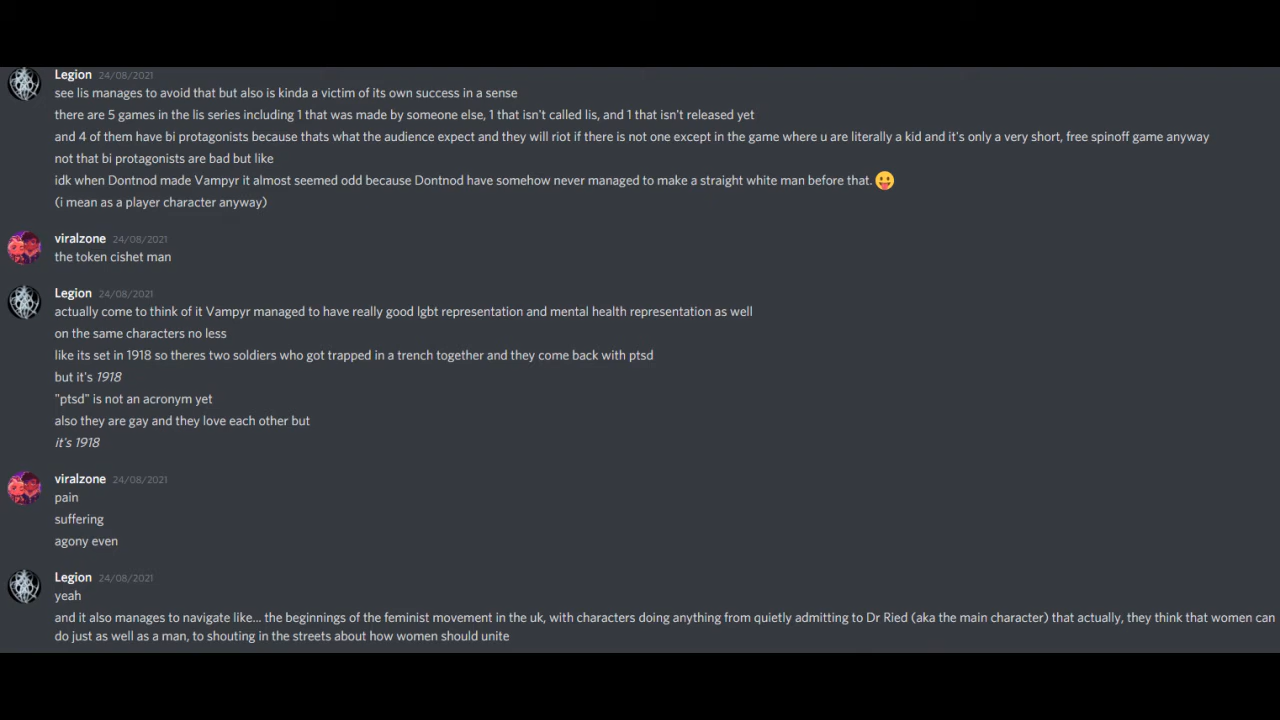 Legion 24/08/2021
see lis manages to avoid that but also is kinda a victim of its own success in a sense
there are 5 games in the lis series including 1 that was made by someone else, 1 that isn't called lis, and 1 that isn't released yet
and 4 of them have bi protagonists because thats what the audience expect and they will riot if there is not one except in the game where u are literally a kid and it's only a very short, free spinoff game anyway
not that bi protagonists are bad but like
idk when Dontnod made Vampyr it almost seemed odd because Dontnod have somehow never managed to make a straight white man before that. 😛
(i mean as a player character anyway)
viralzone 24/08/2021
the token cishet man
Legion 24/08/2021
actually come to think of it Vampyr managed to have really good lgbt representation and mental health representation as well
on the same characters no less
like its set in 1918 so theres two soldiers who got trapped in a trench together and they come back with ptsd
but it's 1918
"ptsd" is not an acronym yet
also they are gay and they love each other but
it's 1918
viralzone 24/08/2021
pain
suffering
agony even
Legion 24/08/2021
yeah
and it also manages to navigate like... the beginnings of the feminist movement in the uk, with characters doing anything from quietly admitting to Dr Ried (aka the main character) that actually, they think that women can
do just as well as a man, to shouting in the streets about how women should unite